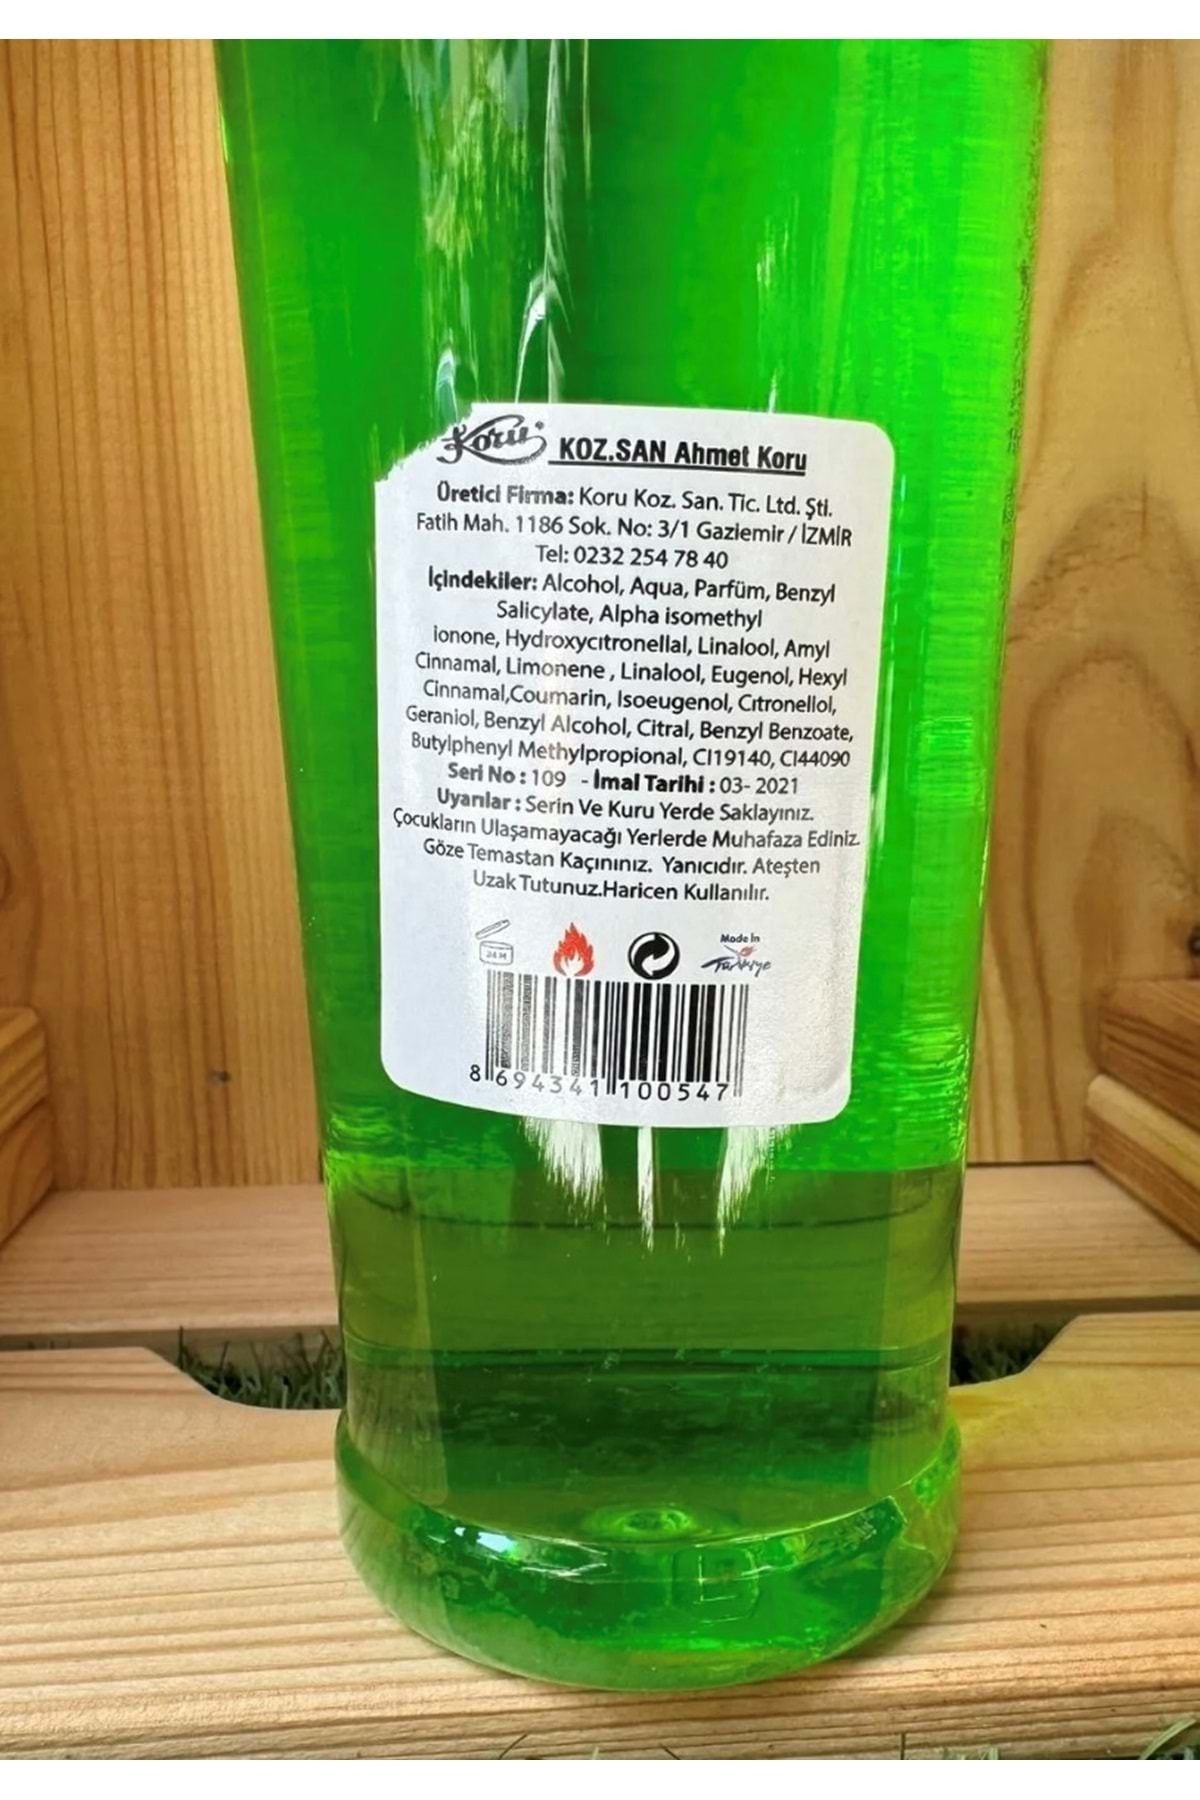 Koru KOZ.SAN Ahmet Koru
Üretici Firma: Koru Koz. San. Tic. Ltd. Şti.
Fatih Mah. 1186 Sok. No: 3/1 Gaziemir / İZMİR
Tel: 0232 254 78 40
İçindekiler: Alcohol, Aqua, Parfüm, Benzyl
Salicylate, Alpha isomethyl
ionone, Hydroxycıtronellal, Linalool, Amyl
Cinnamal, Limonene , Linalool, Eugenol, Hexyl
Cinnamal,Coumarin, Isoeugenol, Cıtronellol,
Geraniol, Benzyl Alcohol, Citral, Benzyl Benzoate,
Butylphenyl Methylpropional, CI19140, CI44090
Seri No : 109 - İmal Tarihi : 03- 2021
Uyarılar : Serin Ve Kuru Yerde Saklayınız.
Çocukların Ulaşamayacağı Yerlerde Muhafaza Ediniz.
Göze Temastan Kaçınınız. Yanıcıdır. Ateşten
Uzak Tutunuz.Haricen Kullanılır.
24 M
Made In
Türkiye
8 694341 100547